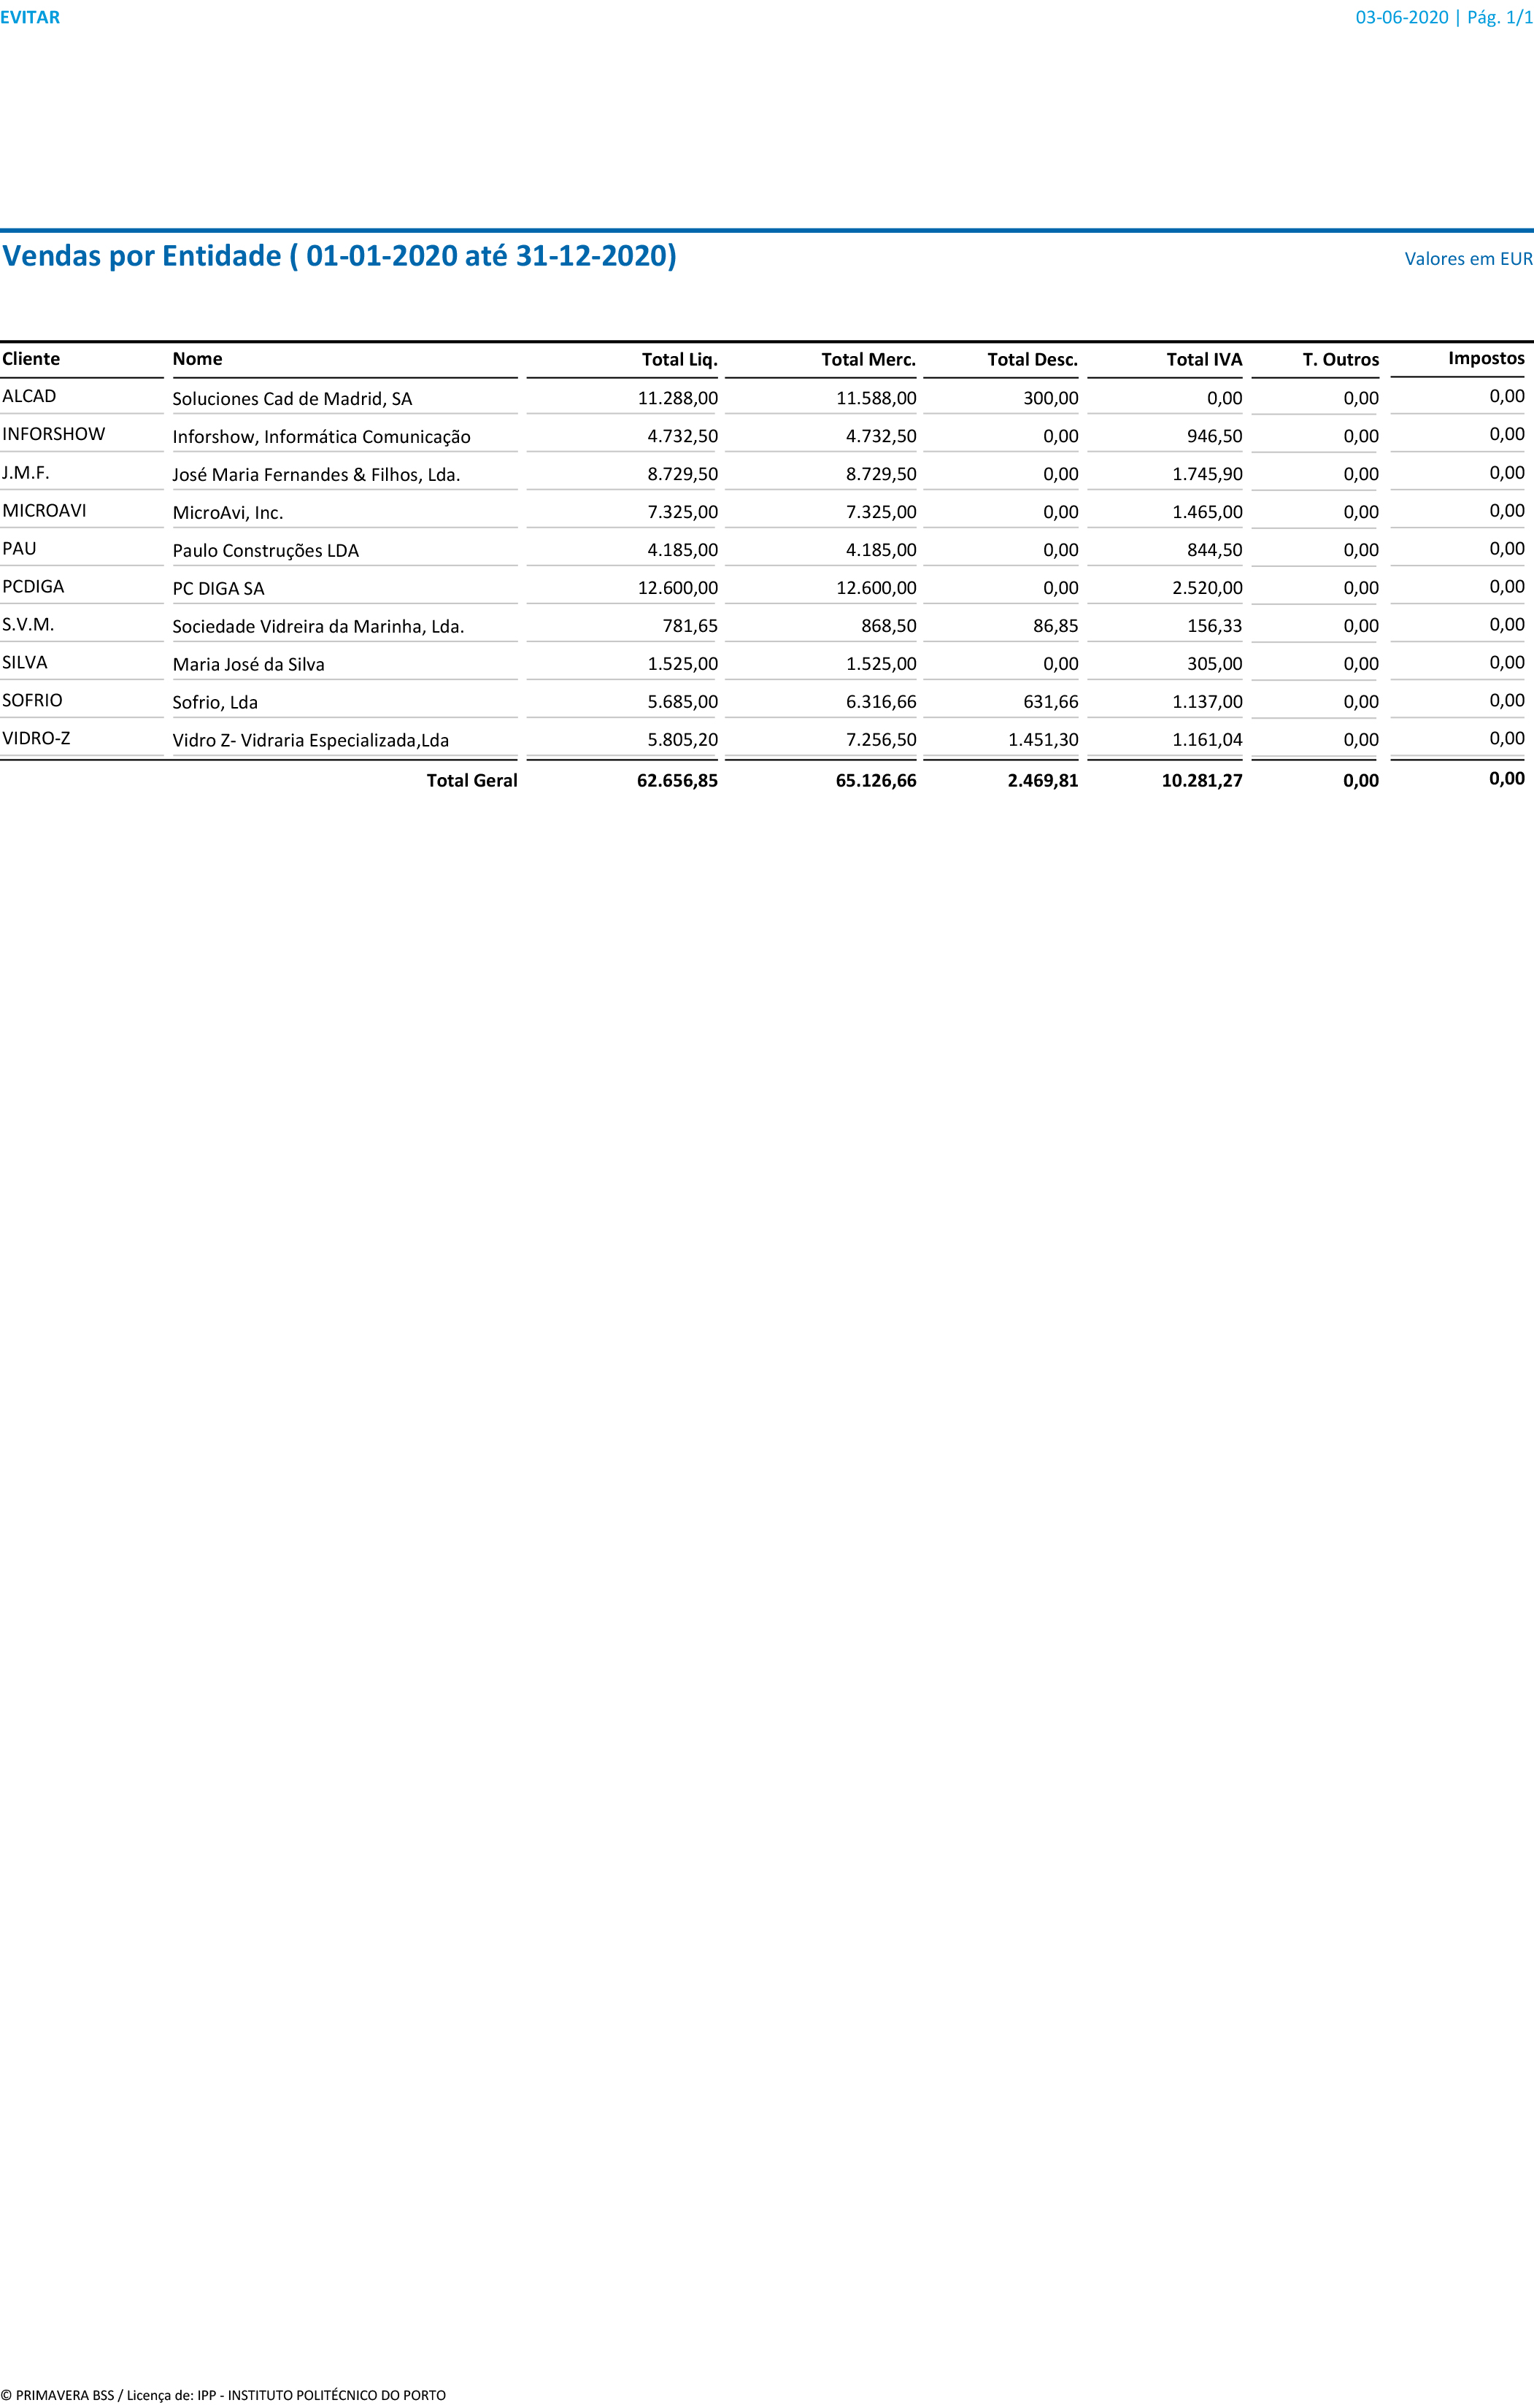 EVITAR 03-06-2020 | Pág. 1/1
Vendas por Entidade ( 01-01-2020 até 31-12-2020) Valores em EUR
Cliente Nome Total Liq. Total Merc. Total Desc. Total IVA T. Outros Impostos
ALCAD Soluciones Cad de Madrid, SA 11.288,00 11.588,00 300,00 0,00 0,00 0,00
INFORSHOW Inforshow, Informática Comunicação 4.732,50 4.732,50 0,00 946,50 0,00 0,00
J.M.F. José Maria Fernandes & Filhos, Lda. 8.729,50 8.729,50 0,00 1.745,90 0,00 0,00
MICROAVI MicroAvi, Inc. 7.325,00 7.325,00 0,00 1.465,00 0,00 0,00
PAU Paulo Construções LDA 4.185,00 4.185,00 0,00 844,50 0,00 0,00
PCDIGA PC DIGA SA 12.600,00 12.600,00 0,00 2.520,00 0,00 0,00
S.V.M. Sociedade Vidreira da Marinha, Lda. 781,65 868,50 86,85 156,33 0,00 0,00
SILVA Maria José da Silva 1.525,00 1.525,00 0,00 305,00 0,00 0,00
SOFRIO Sofrio, Lda 5.685,00 6.316,66 631,66 1.137,00 0,00 0,00
VIDRO-Z Vidro Z- Vidraria Especializada,Lda 5.805,20 7.256,50 1.451,30 1.161,04 0,00 0,00
Total Geral 62.656,85 65.126,66 2.469,81 10.281,27 0,00 0,00
© PRIMAVERA BSS / Licença de: IPP - INSTITUTO POLITÉCNICO DO PORTO